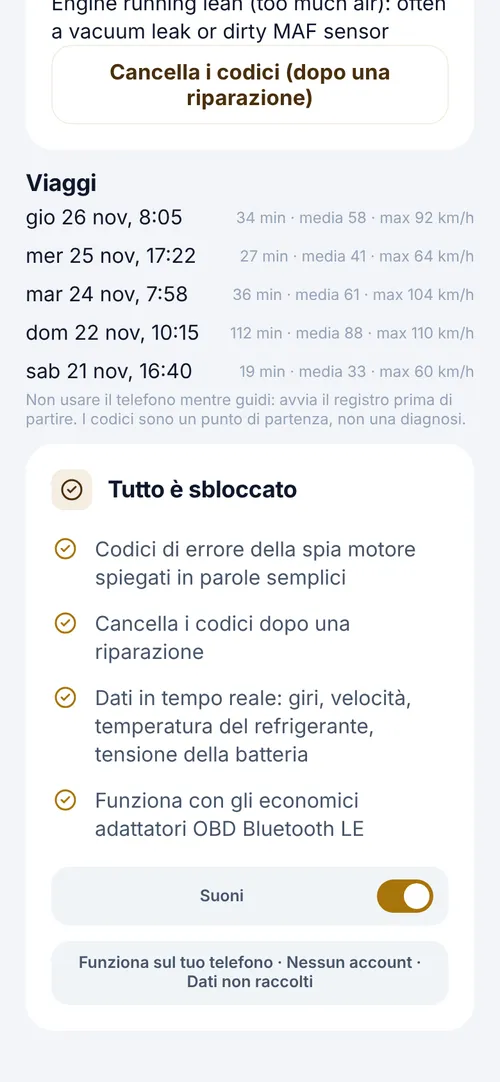 Engine running lean (too much air): often
a vacuum leak or dirty MAF sensor
Cancella i codici (dopo una
riparazione)
Viaggi
gio 26 nov, 8:05 34 min · media 58 · max 92 km/h
mer 25 nov, 17:22 27 min · media 41 · max 64 km/h
mar 24 nov, 7:58 36 min · media 61 · max 104 km/h
dom 22 nov, 10:15 112 min · media 88 · max 110 km/h
sab 21 nov, 16:40 19 min · media 33 · max 60 km/h
Non usare il telefono mentre guidi: avvia il registro prima di
partire. I codici sono un punto di partenza, non una diagnosi.
Tutto è sbloccato
Codici di errore della spia motore
spiegati in parole semplici
Cancella i codici dopo una
riparazione
Dati in tempo reale: giri, velocità,
temperatura del refrigerante,
tensione della batteria
Funziona con gli economici
adattatori OBD Bluetooth LE
Suoni
Funziona sul tuo telefono · Nessun account ·
Dati non raccolti